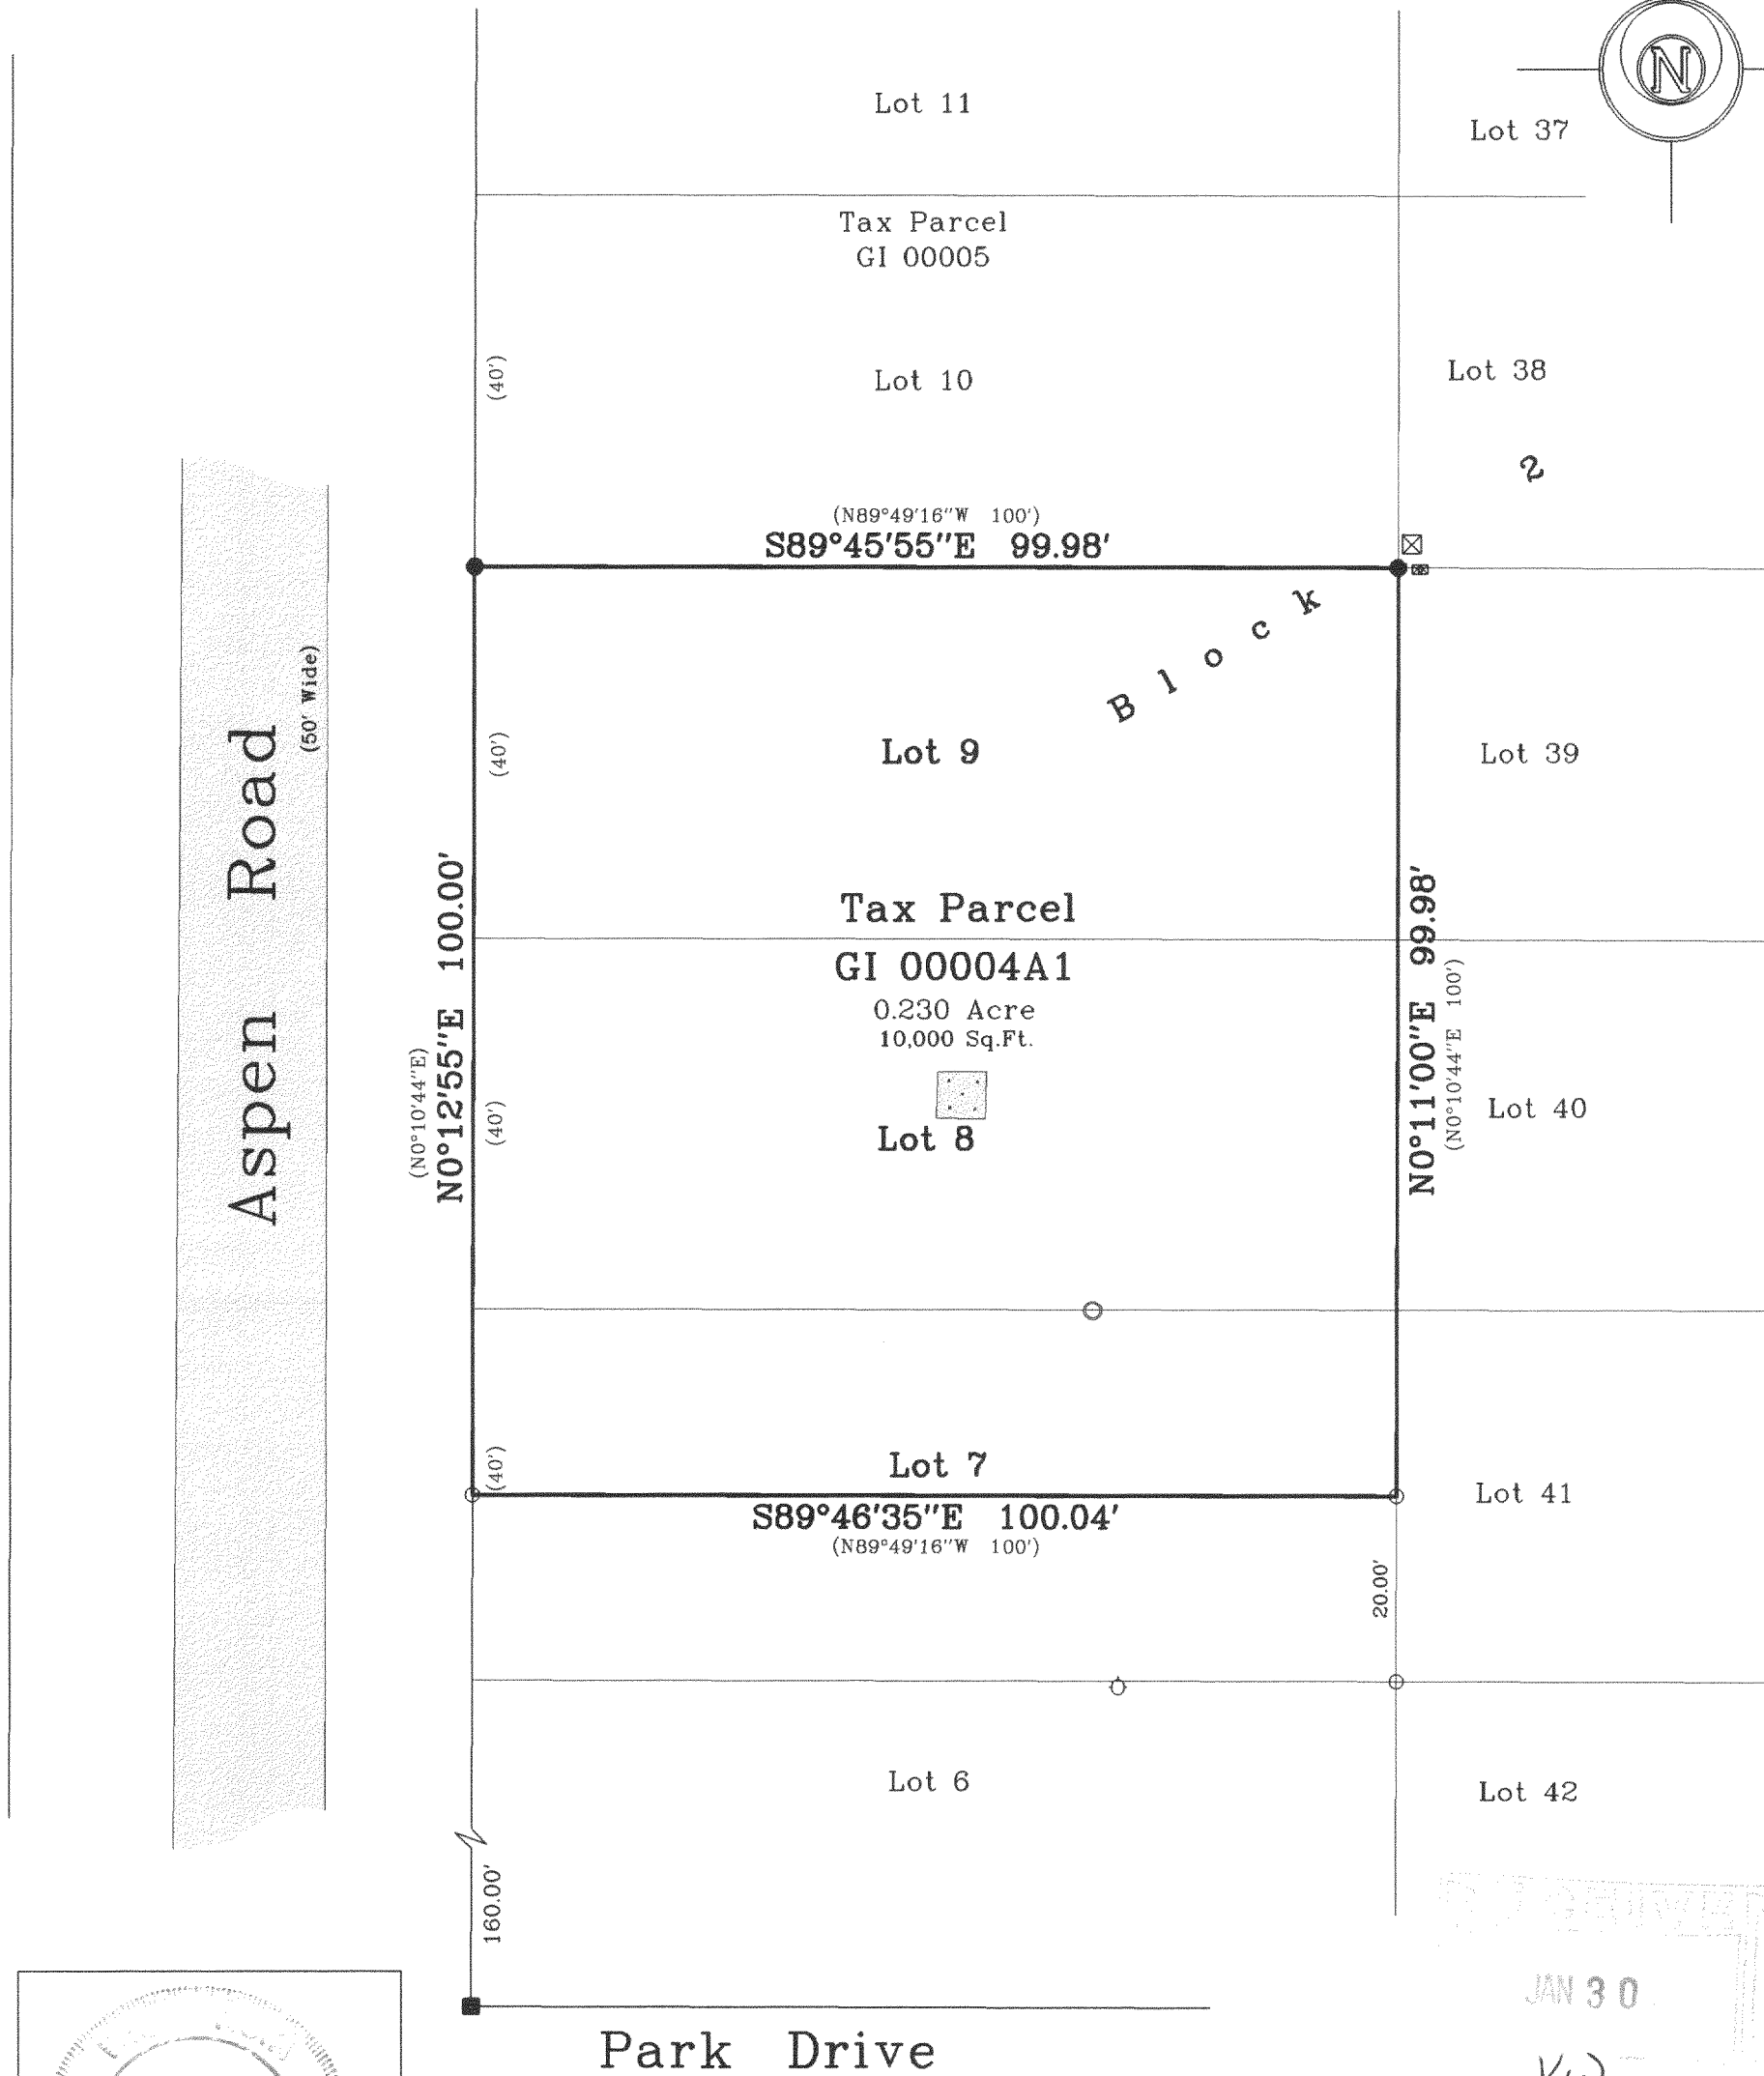 N
Lot 11
Lot 37
Tax Parcel
GI 00005
(40')
Lot 10
Lot 38
2
(N89°49'16"W 100')
S89°45'55"E 99.98'
Block
(50' Wide)
Aspen Road
(40')
Lot 9
Lot 39
Tax Parcel
GI 00004A1
0.230 Acre
10,000 Sq.Ft.
Lot 8
(N0°10'44"E)
N0°12'55"E 100.00'
(40')
N0°11'00"E 99.98'
(N0°10'44"E 100')
Lot 40
(40')
Lot 7
S89°46'35"E 100.04'
(N89°49'16"W 100')
Lot 41
20.00'
Lot 6
Lot 42
160.00'
JAN 30
Park Drive